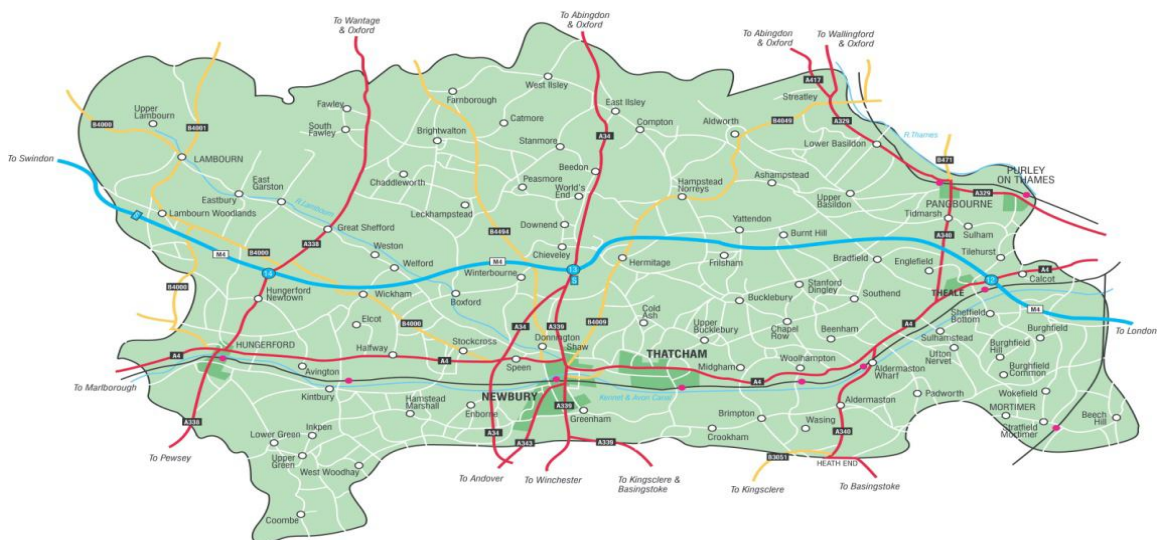 To Wantage
& Oxford
To Abingdon
& Oxford
To Abingdon
& Oxford
To Wallingford
& Oxford
A417
West Ilsley
Farnborough
Fawley
East Ilsley
Streatley
B4000
B4001
Upper
Lambourn
South
Fawley
Catmore
Brightwalton
Compton
Aldworth
B4049
A329
A34
R Thames
Stanmore
Lower Basildon
To Swindon
LAMBOURN
B471
Beedon
PURLEY
ON THAMES
East
Garston
Chaddleworth
Peasmore
World's
End
Hampstead
Norreys
Ashampstead
Eastbury
R Lambourn
Upper
Basildon
A329
PANGBOURNE
Lambourn Woodlands
Leckhampstead
Tidmarsh
Downend
Yattendon
Burnt Hill
Sulham
Great Shefford
B4494
A338
B4000
Weston
Chieveley
A340
Tilehurst
M4
Welford
M4
Winterbourne
13
Hermitage
Frilsham
Bradfield
Englefield
A4
14
Calcot
B4000
Hungerford
Newtown
Wickham
Boxford
Stanford
Dingley
Southend
THEALE
12
Bucklebury
Sheffield
Bottom
M4
Cold
Ash
To London
Elcot
B4000
A34
A339
B4009
Upper
Bucklebury
Chapel
Row
Beenham
A4
Sulhamstead
Burghfield
HUNGERFORD
Halfway
Stockcross
Donnington
Shaw
Ufton
Nervet
Burghfield
Hill
A4
A4
Speen
THATCHAM
Midgham
Woolhampton
Burghfield
Common
To Marlborough
Avington
A4
Aldermaston
Wharf
Kintbury
NEWBURY
Kennet & Avon Canal
Wokefield
Hamstead
Marshall
Enborne
A339
Greenham
Brimpton
Wasing
Aldermaston
Padworth
MORTIMER
Beech
Hill
A338
Inkpen
Lower Green
A34
A343
A339
Crookham
A340
Stratfield
Mortimer
To Pewsey
Upper
Green
West Woodhay
B3051
HEATH END
To Andover
To Winchester
To Kingsclere &
Basingstoke
To Kingsclere
To Basingstoke
Coombe